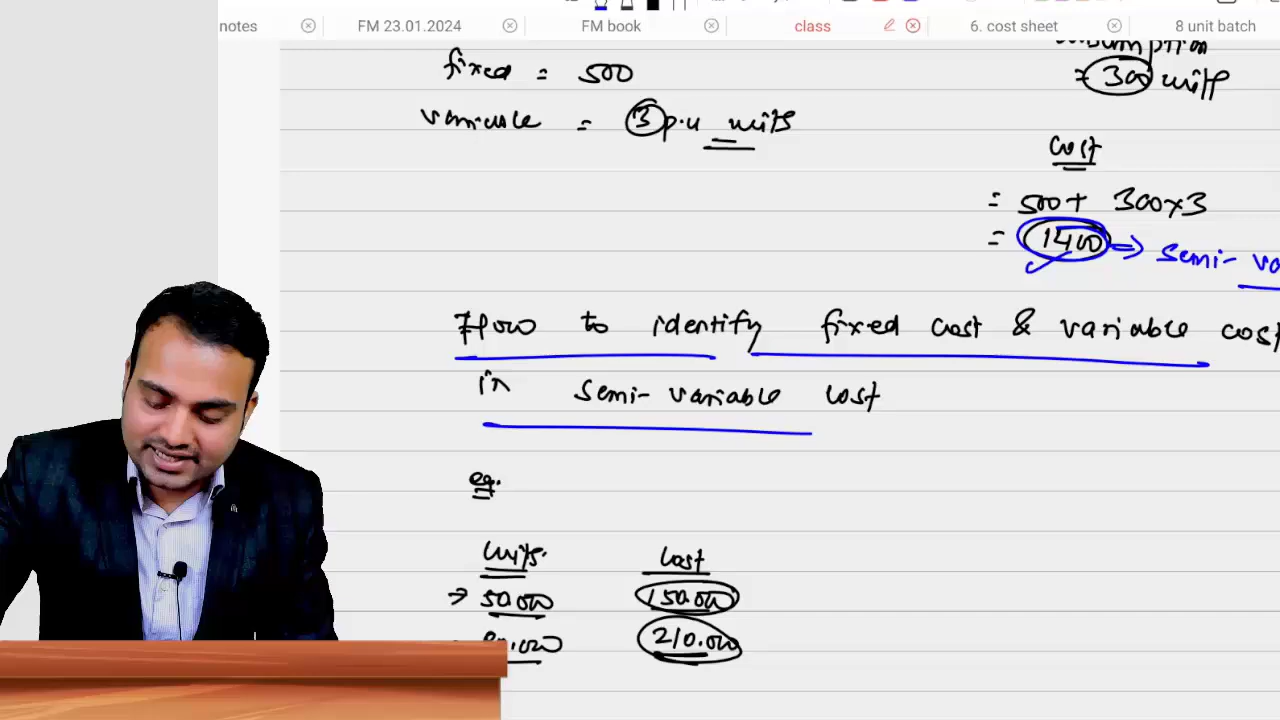 notes
FM 23.01.2024
FM book
class
6. cost sheet
8 unit batch
fixed = 500
variable = 3 p.u units
= 300 units
cost
= 500 + 300x3
= 1400 → semi-
How to identify fixed cost & variable cost
in semi-variable cost
eg.
units. cost
→ 50.000 150.000
210.000